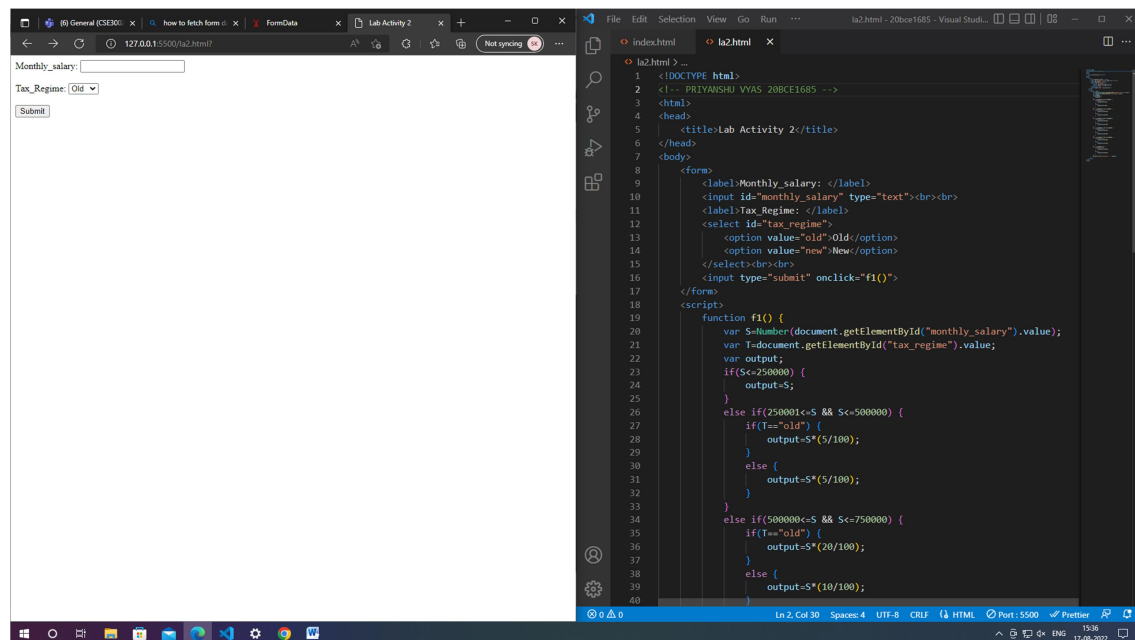 (6) General (CSE300
how to fetch form d
FormData
Lab Activity 2
127.0.0.1:5500/la2.html?
Not syncing
SK
Monthly_salary:
Tax_Regime: Old
Submit
File Edit Selection View Go Run ···
la2.html - 20bce1685 - Visual Studi...
index.html
la2.html
la2.html > ...
1 <!DOCTYPE html>
2 <!-- PRIYANSHU VYAS 20BCE1685 -->
3 <html>
4 <head>
5 <title>Lab Activity 2</title>
6 </head>
7 <body>
8 <form>
9 <label>Monthly_salary: </label>
10 <input id="monthly_salary" type="text"><br><br>
11 <label>Tax_Regime: </label>
12 <select id="tax_regime">
13 <option value="old">Old</option>
14 <option value="new">New</option>
15 </select><br><br>
16 <input type="submit" onclick="f1()">
17 </form>
18 <script>
19 function f1() {
20 var S=Number(document.getElementById("monthly_salary").value);
21 var T=document.getElementById("tax_regime").value;
22 var output;
23 if(S<=250000) {
24 output=S;
25 }
26 else if(250001<=S && S<=500000) {
27 if(T=="old") {
28 output=S*(5/100);
29 }
30 else {
31 output=S*(5/100);
32 }
33 }
34 else if(500000<=S && S<=750000) {
35 if(T=="old") {
36 output=S*(20/100);
37 }
38 else {
39 output=S*(10/100);
40 }
0 0
Ln 2, Col 30 Spaces: 4 UTF-8 CRLF HTML Port : 5500 Prettier
ENG
15:36
17-08-2022